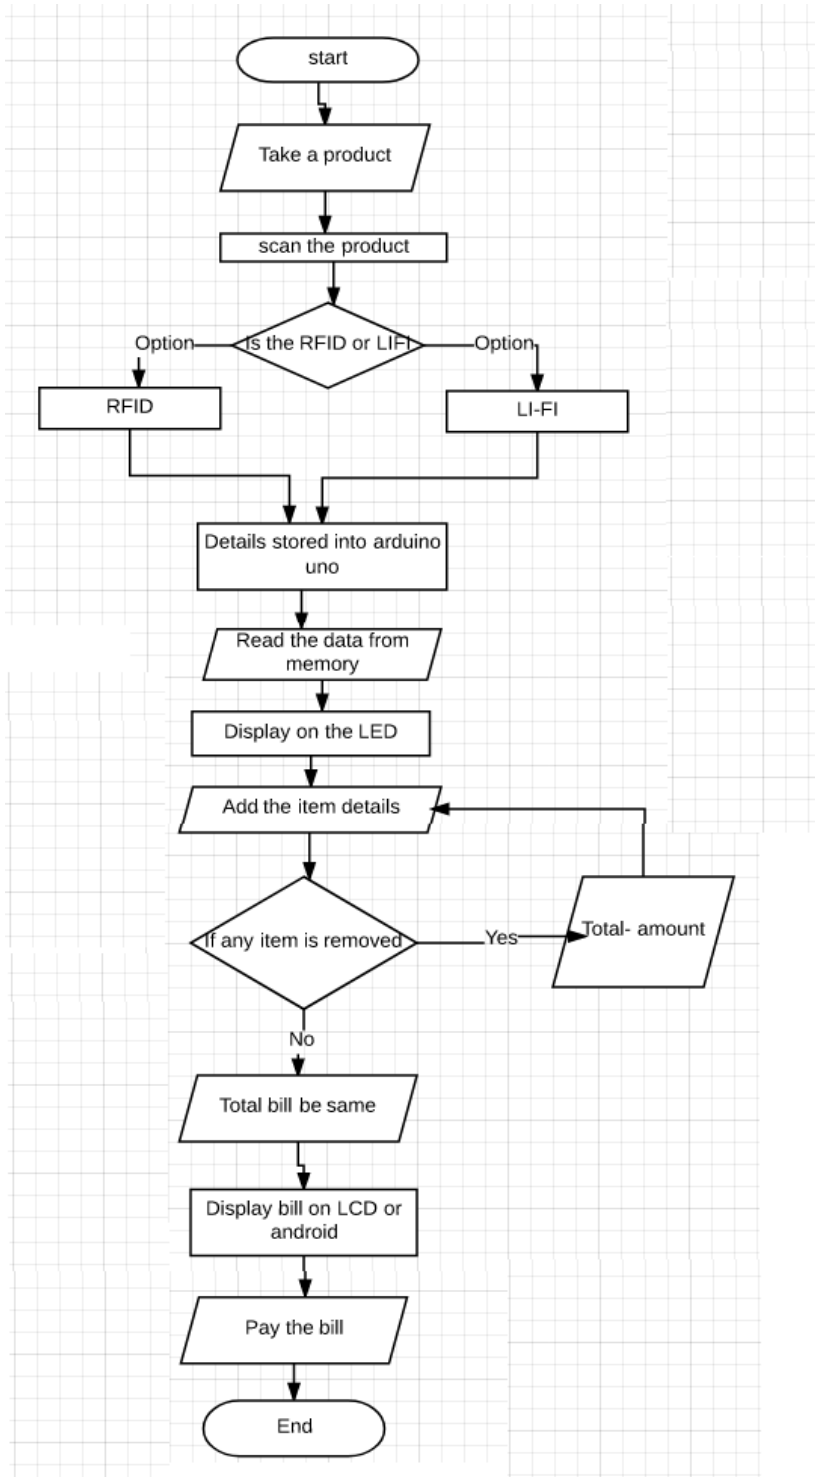 start
Take a product
scan the product
Is the RFID or LIFI
Option
Option
RFID
LI-FI
Details stored into arduino
uno
Read the data from
memory
Display on the LED
Add the item details
If any item is removed
Yes
Total- amount
No
Total bill be same
Display bill on LCD or
android
Pay the bill
End